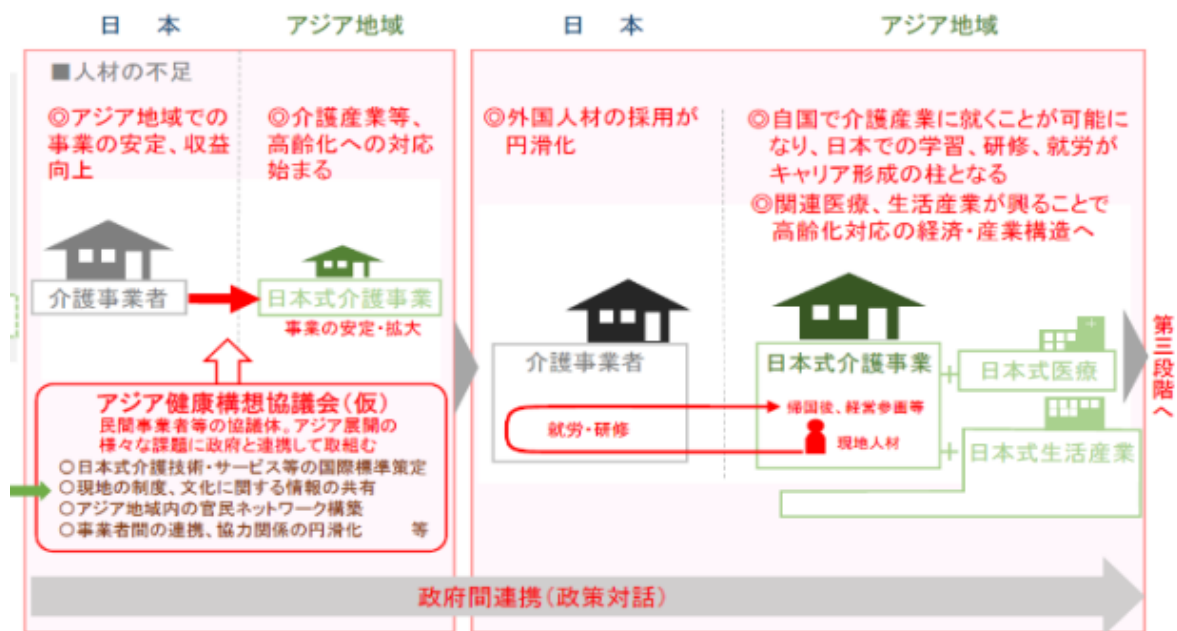 日　本
アジア地域
■人材の不足
◎アジア地域での
事業の安定、収益
向上
◎介護産業等、
高齢化への対応
始まる
介護事業者
日本式介護事業
事業の安定・拡大
アジア健康構想協議会(仮)
民間事業者等の協議体。アジア展開の
様々な課題に政府と連携して取組む
○日本式介護技術・サービス等の国際標準策定
○現地の制度、文化に関する情報の共有
○アジア地域内の官民ネットワーク構築
○事業者間の連携、協力関係の円滑化　　等
日　本
アジア地域
◎外国人材の採用が
円滑化
◎自国で介護産業に就くことが可能に
なり、日本での学習、研修、就労が
キャリア形成の柱となる
◎関連医療、生活産業が興ることで
高齢化対応の経済・産業構造へ
介護事業者
就労・研修
日本式介護事業
帰国後、経営参画等
現地人材
+
日本式医療
+
日本式生活産業
第三段階へ
政府間連携(政策対話)